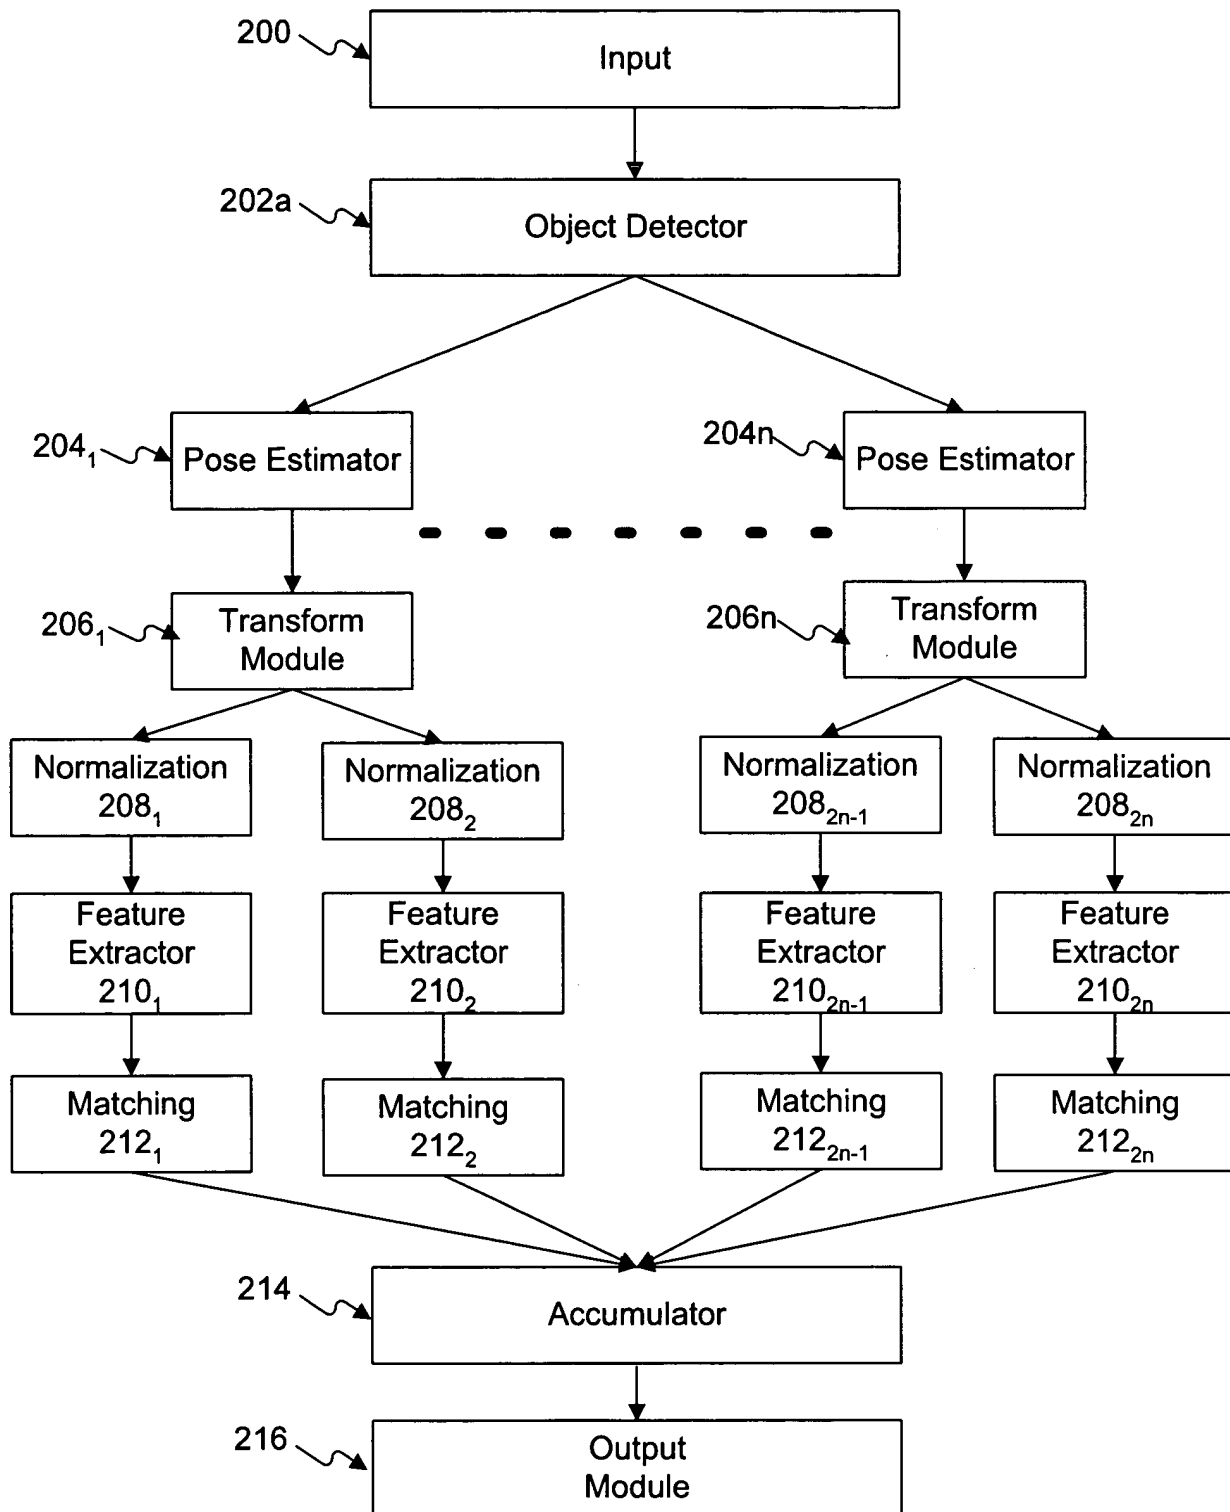 200
Input
202a
Object Detector
204₁
Pose Estimator
204n
Pose Estimator
206₁
Transform
Module
206n
Transform
Module
Normalization
208₁
Normalization
208₂
Normalization
208₂ₙ₋₁
Normalization
208₂ₙ
Feature
Extractor
210₁
Feature
Extractor
210₂
Feature
Extractor
210₂ₙ₋₁
Feature
Extractor
210₂ₙ
Matching
212₁
Matching
212₂
Matching
212₂ₙ₋₁
Matching
212₂ₙ
214
Accumulator
216
Output
Module